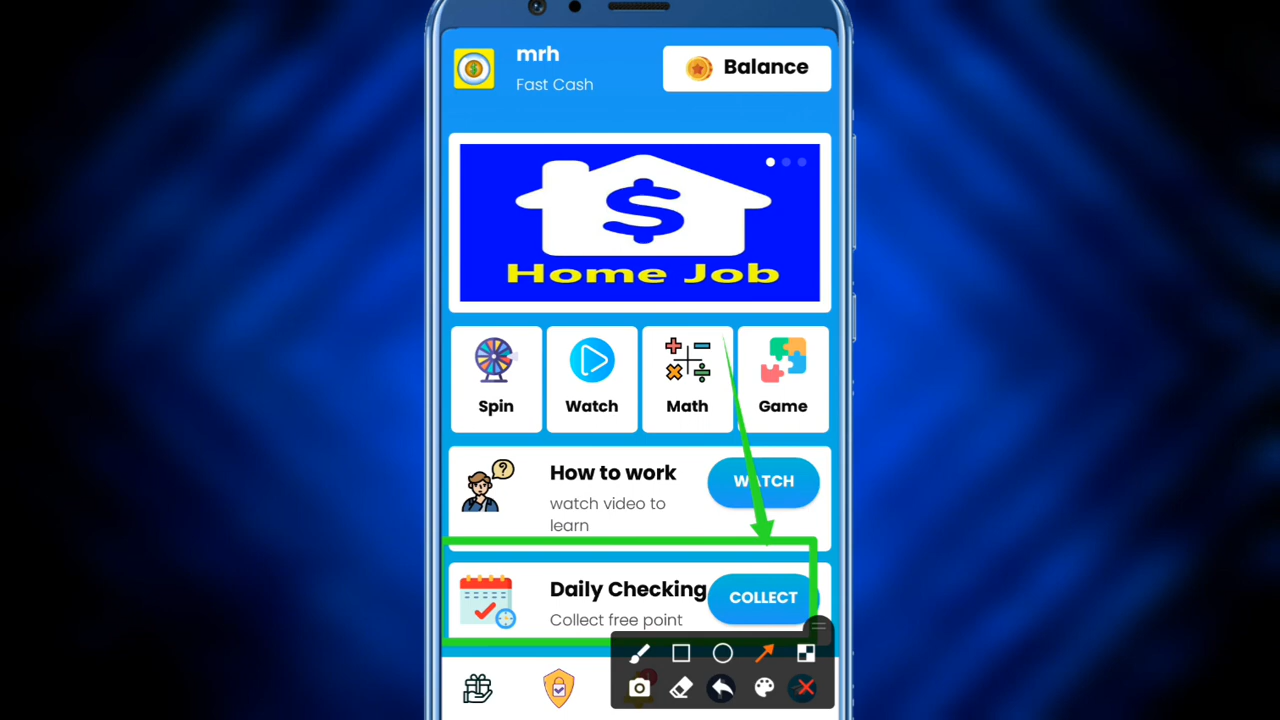 mrh
Fast Cash
Balance
$
Home Job
Spin
Watch
Math
Game
How to work
watch video to
learn
WATCH
Daily Checking
Collect free point
COLLECT